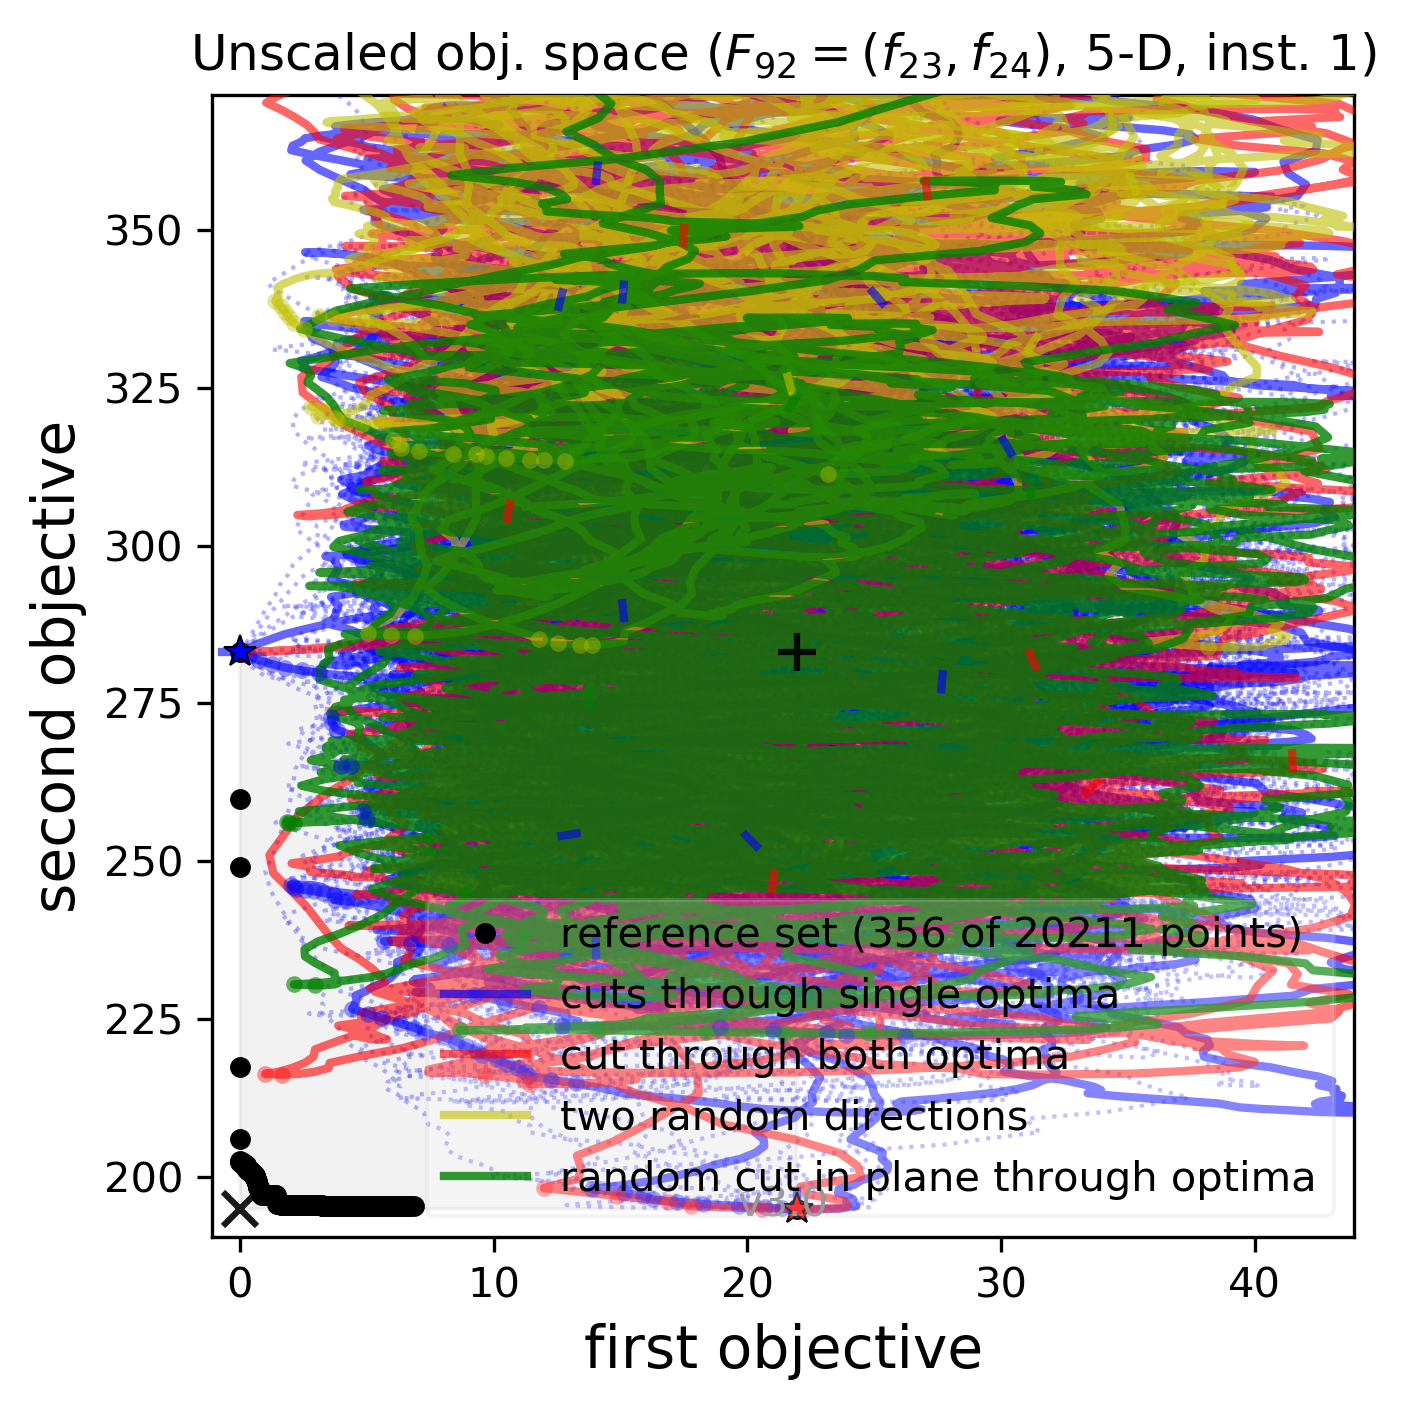 Unscaled obj. space (F92 = (f23, f24), 5-D, inst. 1)
350
325
300
275
250
225
200
second objective
reference set (356 of 20211 points)
cuts through single optima
cut through both optima
two random directions
random cut in plane through optima
0
10
20
30
40
first objective